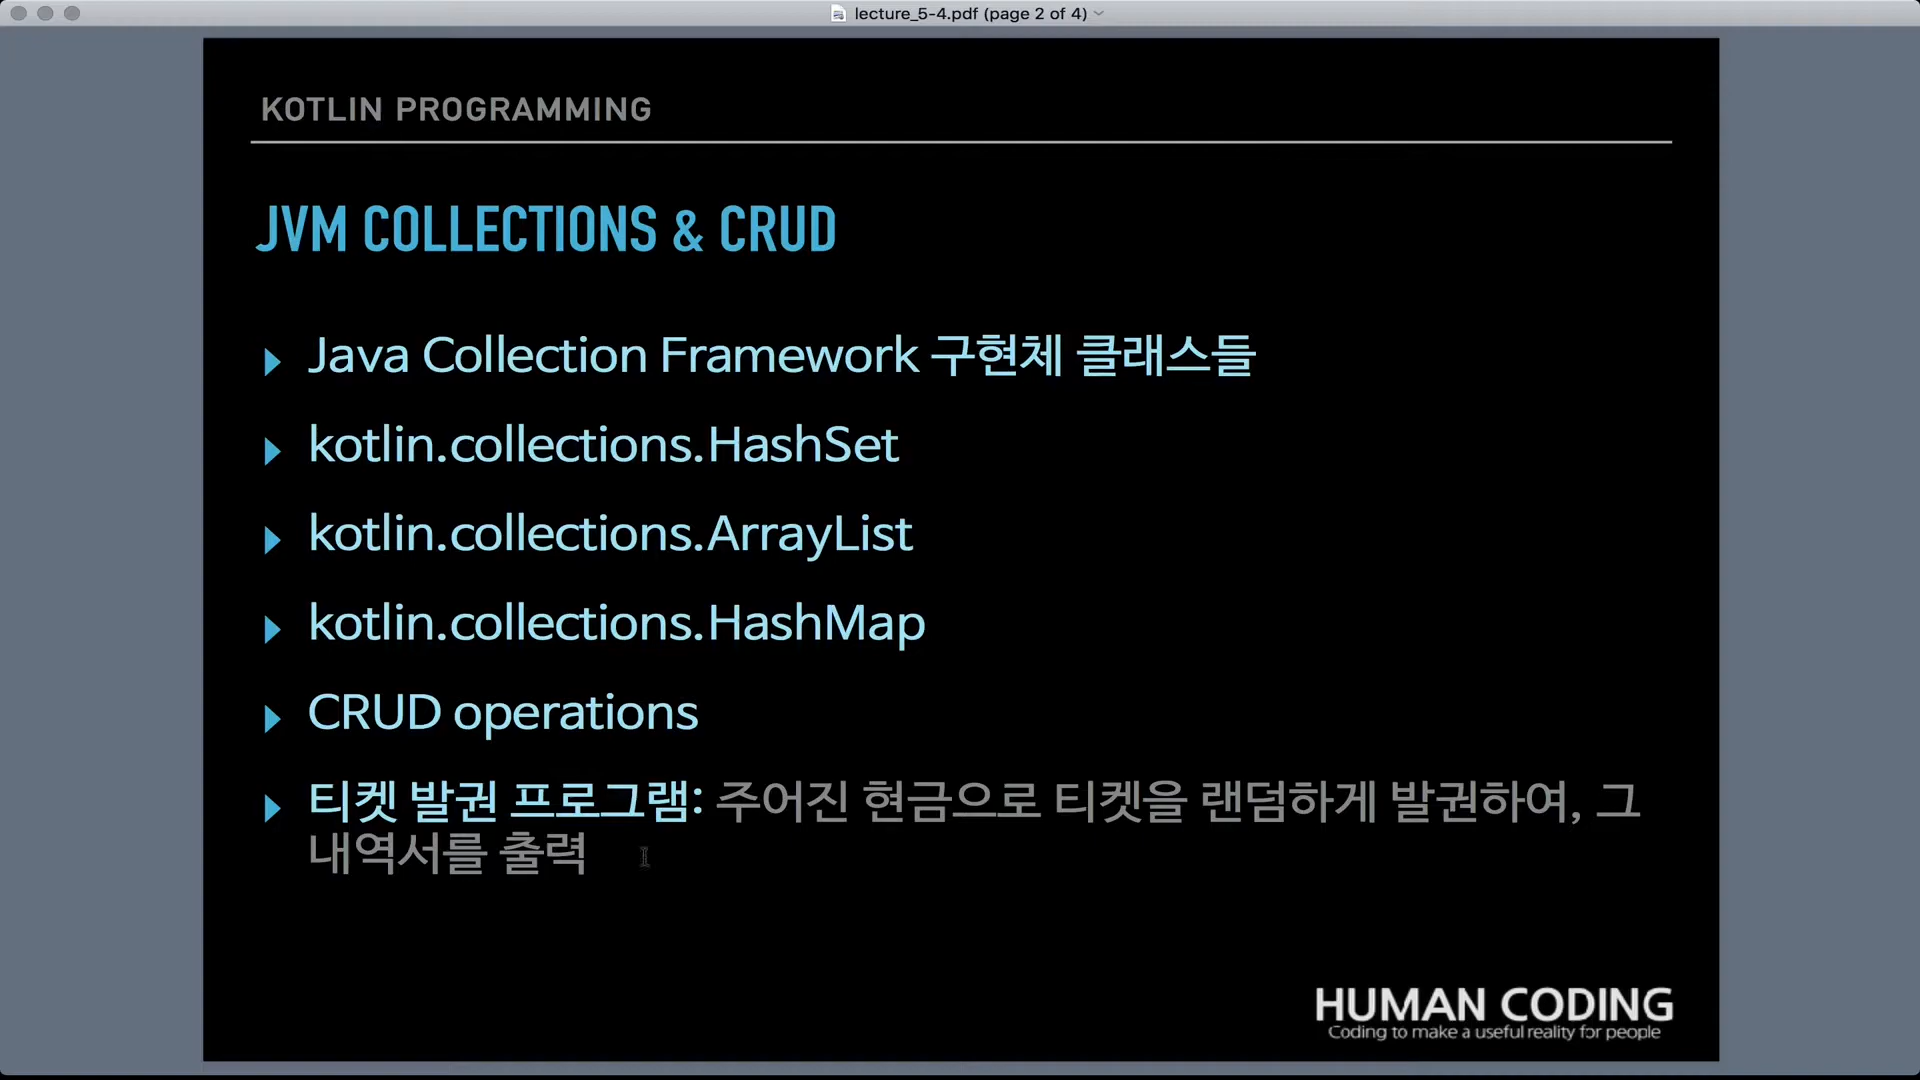 lecture_5-4.pdf (page 2 of 4)
KOTLIN PROGRAMMING
JVM COLLECTIONS & CRUD
Java Collection Framework 구현체 클래스들
kotlin.collections.HashSet
kotlin.collections.ArrayList
kotlin.collections.HashMap
CRUD operations
티켓 발권 프로그램: 주어진 현금으로 티켓을 랜덤하게 발권하여, 그
내역서를 출력
HUMAN CODING
Coding to make a useful reality for people